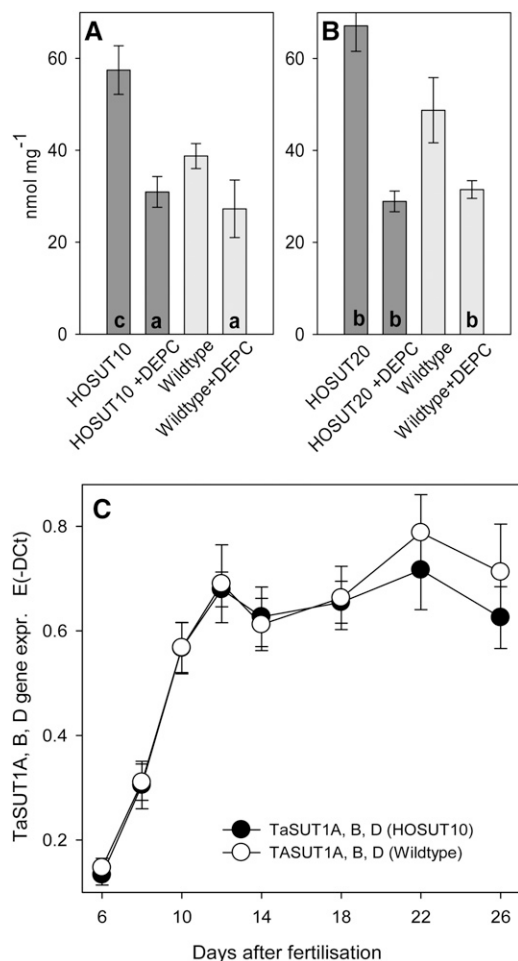 A
B
nmol mg-1
60
40
20
0
60
40
20
0
c
a
a
b
b
b
HOSUT10
HOSUT10 +DEPC
Wildtype
Wildtype+DEPC
HOSUT20
HOSUT20 +DEPC
Wildtype
Wildtype+DEPC
C
TaSUT1A, B, D gene expr. E(-DCt)
0.8
0.6
0.4
0.2
TaSUT1A, B, D (HOSUT10)
TASUT1A, B, D (Wildtype)
6 10 14 18 22 26
Days after fertilisation